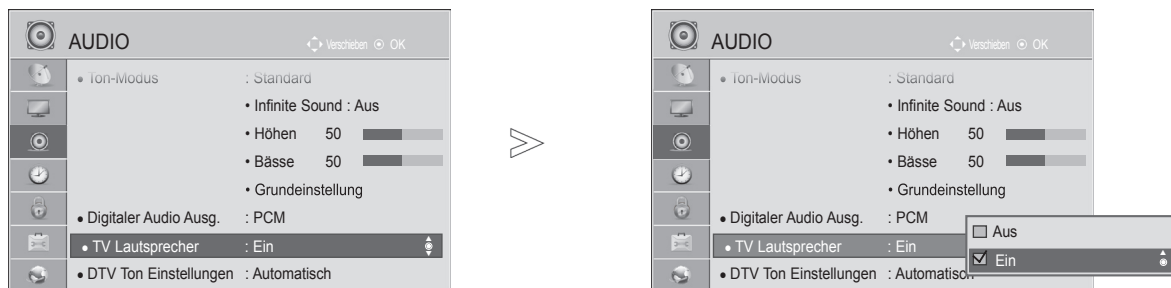 AUDIO
Verschieben OK
• Ton-Modus : Standard
• Infinite Sound : Aus
• Höhen 50
• Bässe 50
• Grundeinstellung
• Digitaler Audio Ausg. : PCM
• TV Lautsprecher : Ein
• DTV Ton Einstellungen : Automatisch
AUDIO
Verschieben OK
• Ton-Modus : Standard
• Infinite Sound : Aus
• Höhen 50
• Bässe 50
• Grundeinstellung
• Digitaler Audio Ausg. : PCM
• TV Lautsprecher : Ein
• DTV Ton Einstellungen : Automatisch
Aus
Ein